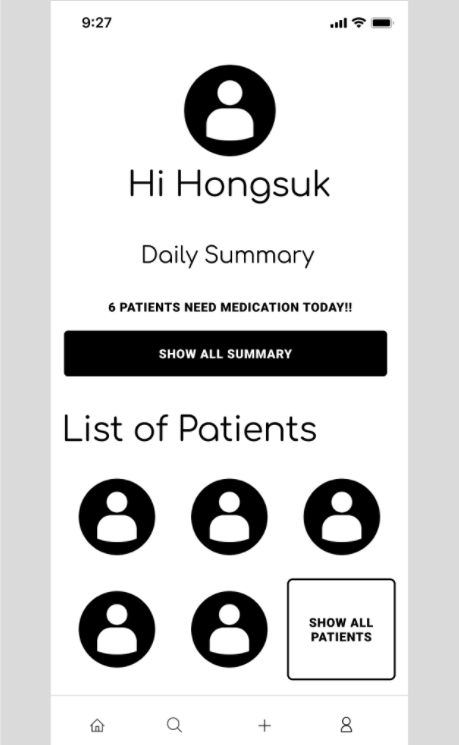 9:27
Hi Hongsuk
Daily Summary
6 PATIENTS NEED MEDICATION TODAY!!
SHOW ALL SUMMARY
List of Patients
SHOW ALL
PATIENTS